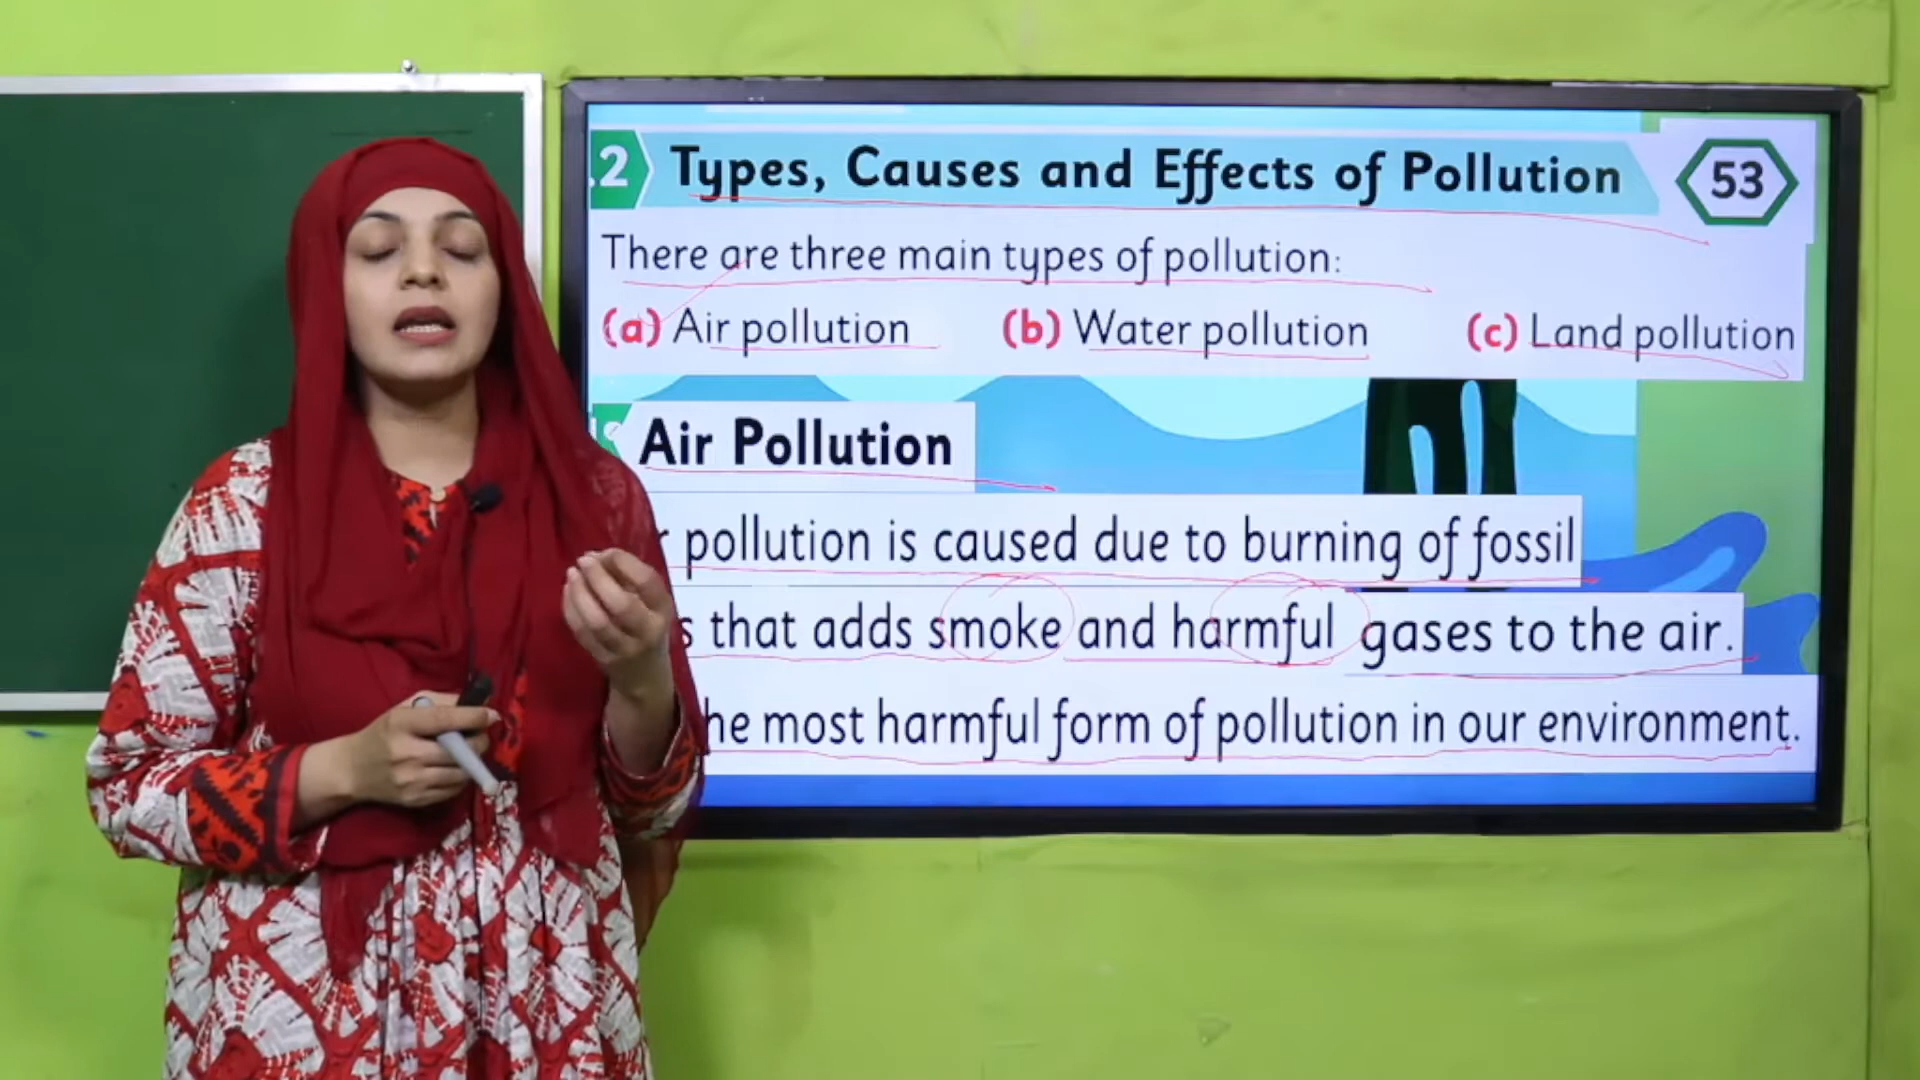 .2 Types, Causes and Effects of Pollution 53
There are three main types of pollution:
(a) Air pollution (b) Water pollution (c) Land pollution
Air Pollution
pollution is caused due to burning of fossil
that adds smoke and harmful gases to the air.
most harmful form of pollution in our environment.